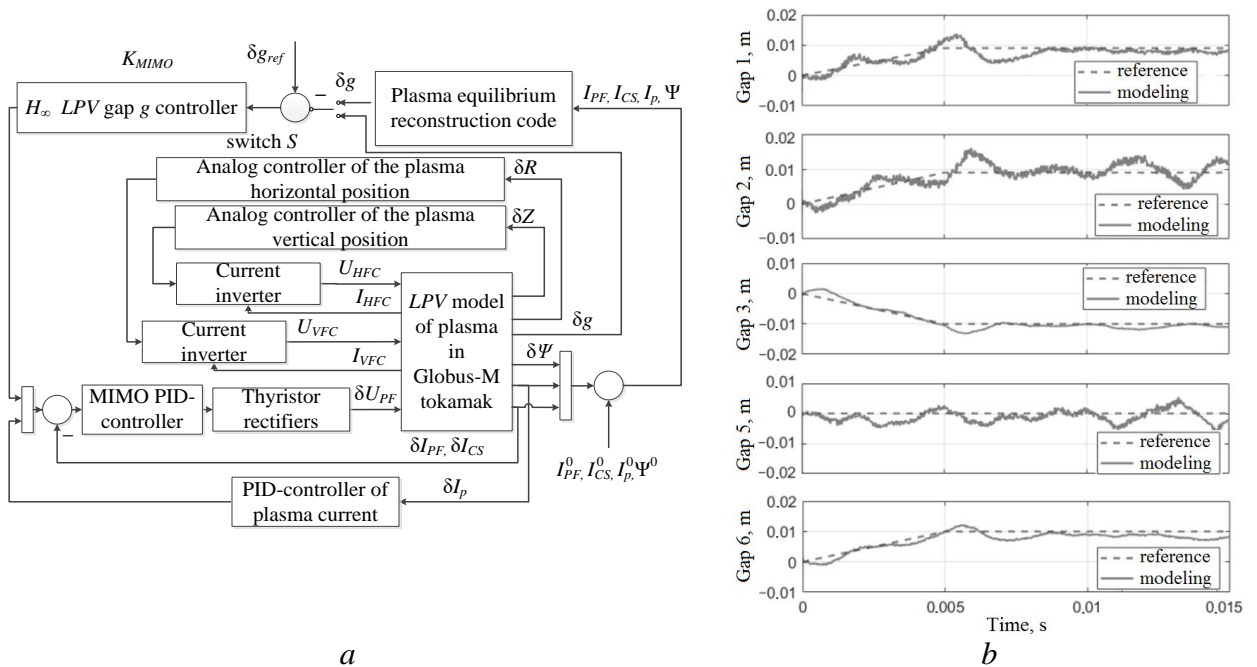 K_MIMO
δg_ref
H∞ LPV gap g controller
–
δg
Plasma equilibrium
reconstruction code
I_PF, I_CS, I_p, Ψ
switch S
Analog controller of the plasma
horizontal position
δR
Analog controller of the plasma
vertical position
δZ
Current
inverter
U_HFC
I_HFC
Current
inverter
U_VFC
I_VFC
LPV model
of plasma
in
Globus-M
tokamak
δg
δΨ
MIMO PID-
controller
–
Thyristor
rectifiers
δU_PF
δI_PF, δI_CS
I⁰_PF, I⁰_CS, I⁰_p, Ψ⁰
PID-controller of
plasma current
δI_p
a
Gap 1, m
0.02
0.01
0
−0.01
reference
modeling
Gap 2, m
0.02
0.01
0
−0.01
reference
modeling
Gap 3, m
0.01
0
−0.01
−0.02
reference
modeling
Gap 5, m
0.01
0
−0.01
−0.02
reference
modeling
Gap 6, m
0.02
0.01
0
−0.01
reference
modeling
0
0.005
0.01
0.015
Time, s
b